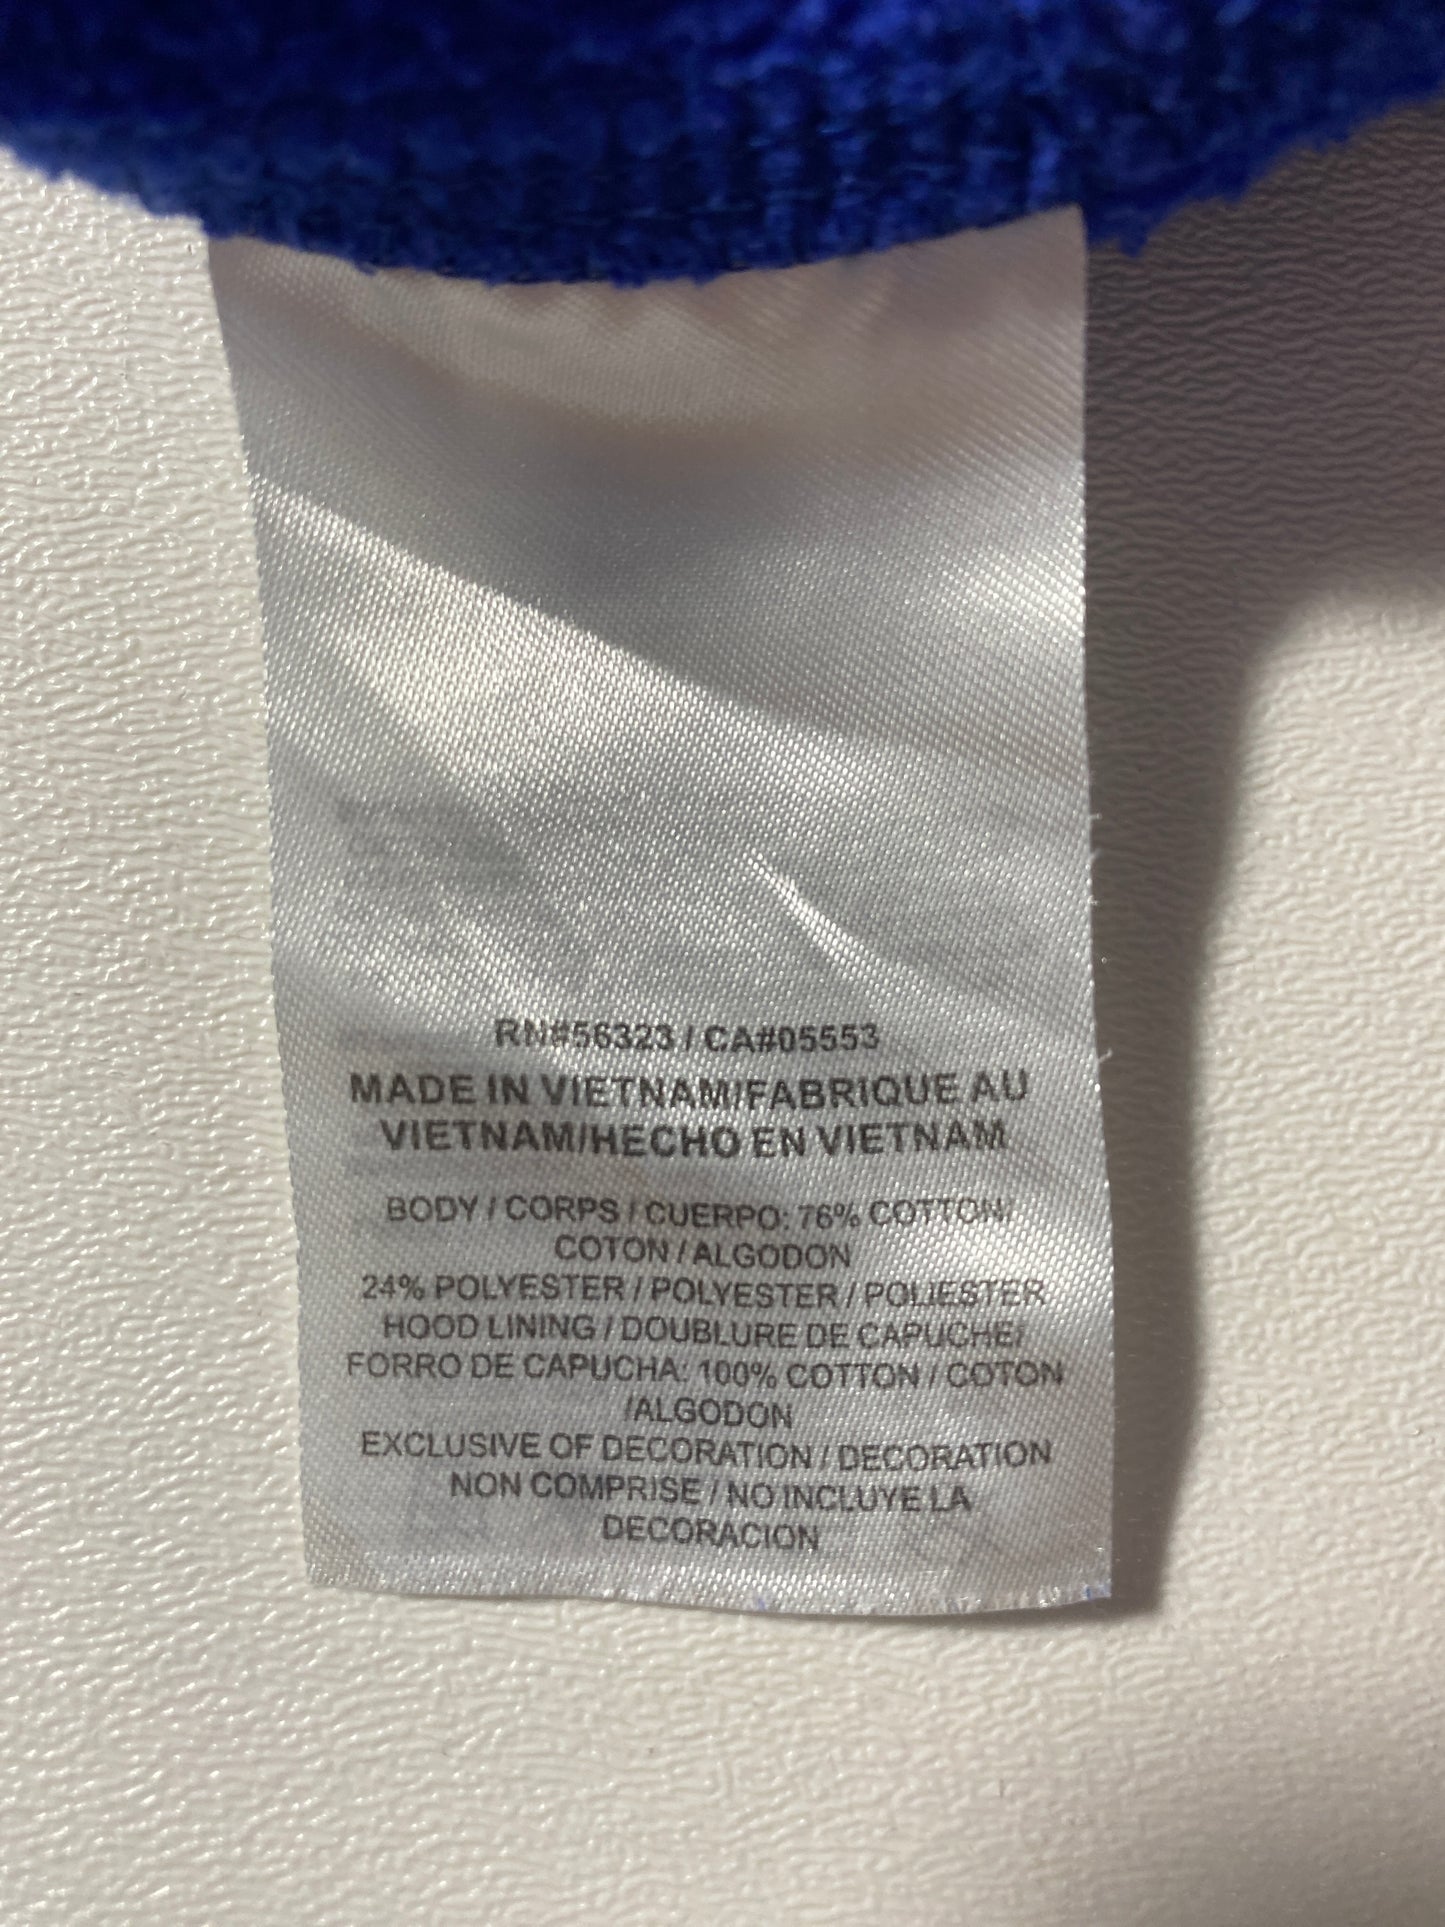 RN#56323 / CA#05553
MADE IN VIETNAM/FABRIQUE AU
VIETNAM/HECHO EN VIETNAM
BODY / CORPS / CUERPO: 76% COTTON/
COTON / ALGODON
24% POLYESTER / POLYESTER / POLIESTER
HOOD LINING / DOUBLURE DE CAPUCHE/
FORRO DE CAPUCHA: 100% COTTON / COTON
/ALGODON
EXCLUSIVE OF DECORATION / DECORATION
NON COMPRISE / NO INCLUYE LA
DECORACION